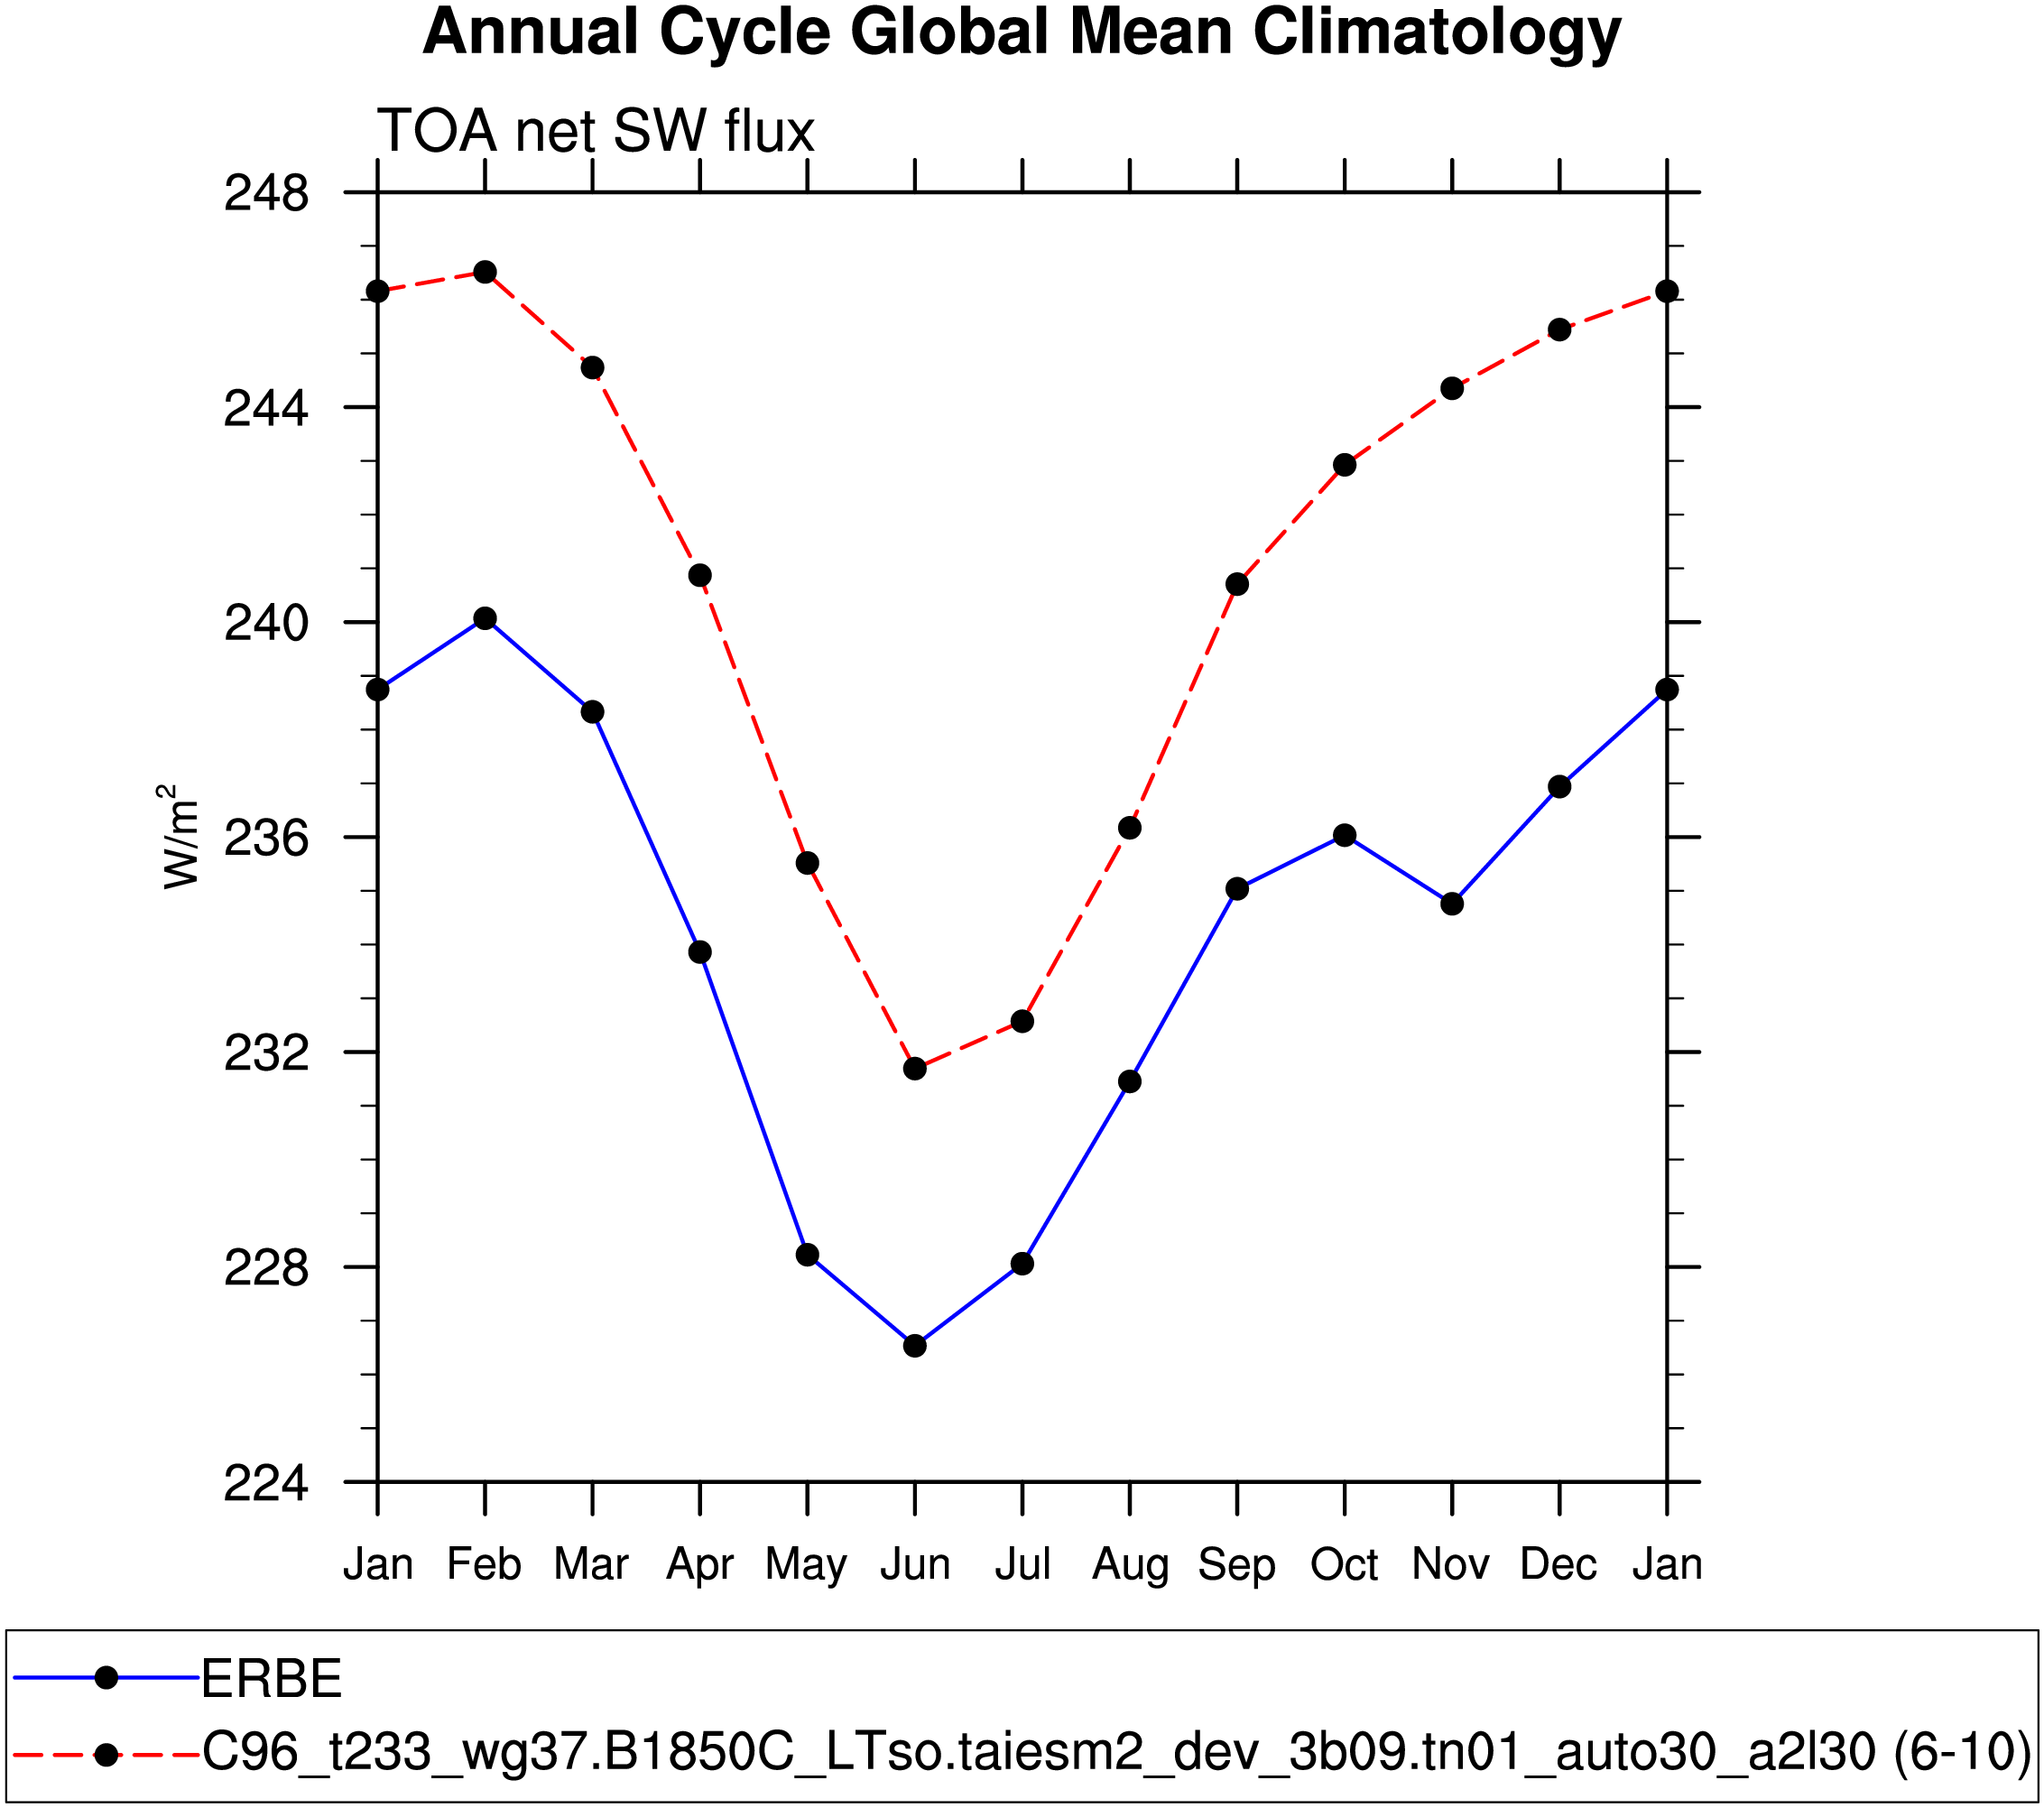 Annual Cycle Global Mean Climatology
TOA net SW flux
248
244
240
236
232
228
224
W/m²
Jan Feb Mar Apr May Jun Jul Aug Sep Oct Nov Dec Jan
ERBE
C96_t233_wg37.B1850C_LTso.taiesm2_dev_3b09.tn01_auto30_a2l30 (6-10)